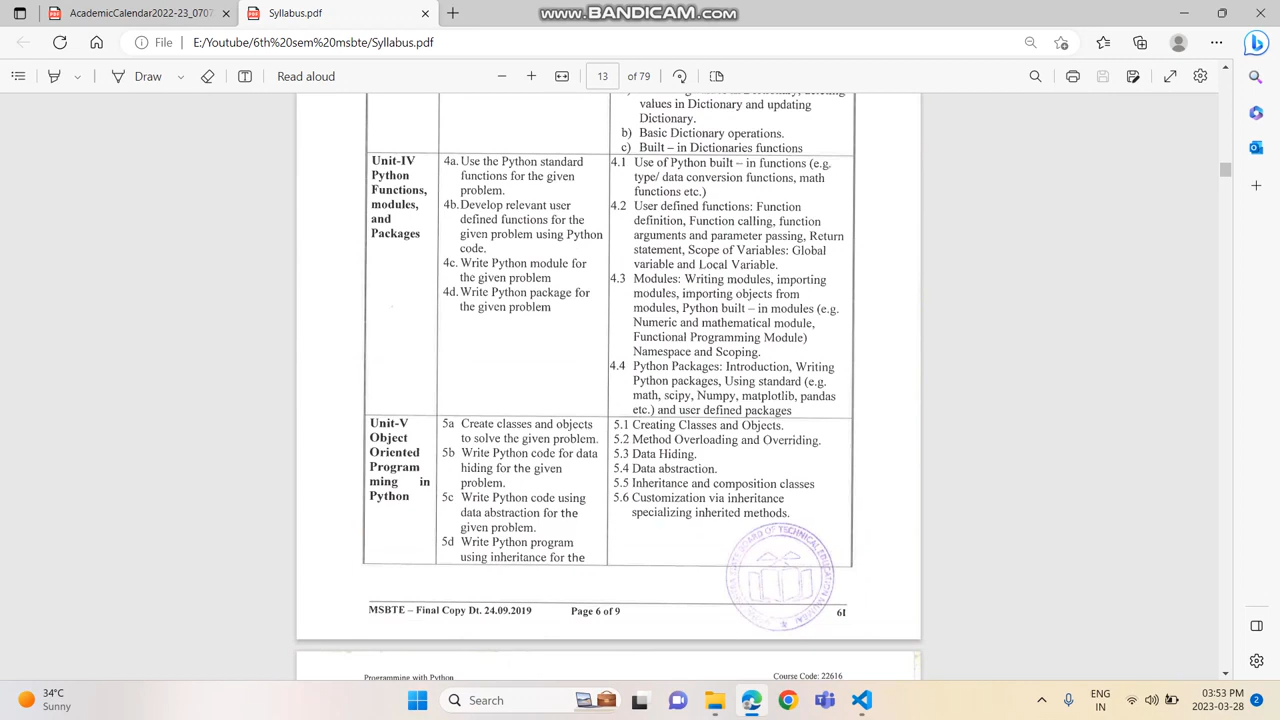 AcademicCalendar2022-23_0707
Syllabus.pdf
WWW.BANDICAM.COM
File
E:/Youtube/6th%20sem%20msbte/Syllabus.pdf
Draw
Read aloud
13 of 79
values in Dictionary and updating
Dictionary.
b) Basic Dictionary operations.
c) Built – in Dictionaries functions
Unit-IV
Python
Functions,
modules,
and
Packages
4a. Use the Python standard
functions for the given
problem.
4b. Develop relevant user
defined functions for the
given problem using Python
code.
4c. Write Python module for
the given problem
4d. Write Python package for
the given problem
4.1 Use of Python built – in functions (e.g.
type/ data conversion functions, math
functions etc.)
4.2 User defined functions: Function
definition, Function calling, function
arguments and parameter passing, Return
statement, Scope of Variables: Global
variable and Local Variable.
4.3 Modules: Writing modules, importing
modules, importing objects from
modules, Python built – in modules (e.g.
Numeric and mathematical module,
Functional Programming Module)
Namespace and Scoping.
4.4 Python Packages: Introduction, Writing
Python packages, Using standard (e.g.
math, scipy, Numpy, matplotlib, pandas
etc.) and user defined packages
Unit-V
Object
Oriented
Program
ming in
Python
5a Create classes and objects
to solve the given problem.
5b Write Python code for data
hiding for the given
problem.
5c Write Python code using
data abstraction for the
given problem.
5d Write Python program
using inheritance for the
5.1 Creating Classes and Objects.
5.2 Method Overloading and Overriding.
5.3 Data Hiding.
5.4 Data abstraction.
5.5 Inheritance and composition classes
5.6 Customization via inheritance
specializing inherited methods.
BOARD OF TECHNICAL EDUCATION
MSBTE – Final Copy Dt. 24.09.2019
Page 6 of 9
6I
Programming with Python
Course Code: 22616
34°C
Sunny
Search
ENG
IN
03:53 PM
2023-03-28
2